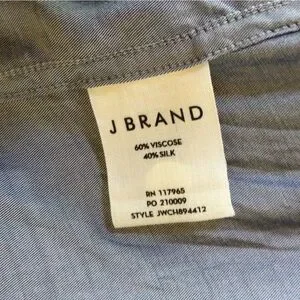 J BRAND
60% VISCOSE
40% SILK
RN 117965
PO 210009
STYLE JWCH894412